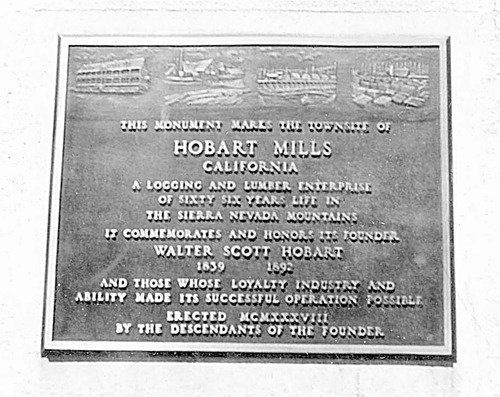 THIS MONUMENT MARKS THE TOWNSITE OF
HOBART MILLS
CALIFORNIA
A LOGGING AND LUMBER ENTERPRISE
OF SIXTY SIX YEARS LIFE IN
THE SIERRA NEVADA MOUNTAINS
IT COMMEMORATES AND HONORS ITS FOUNDER
WALTER SCOTT HOBART
1839 1892
AND THOSE WHOSE LOYALTY INDUSTRY AND
ABILITY MADE ITS SUCCESSFUL OPERATION POSSIBLE
ERECTED MCMXXXVIII
BY THE DESCENDANTS OF THE FOUNDER